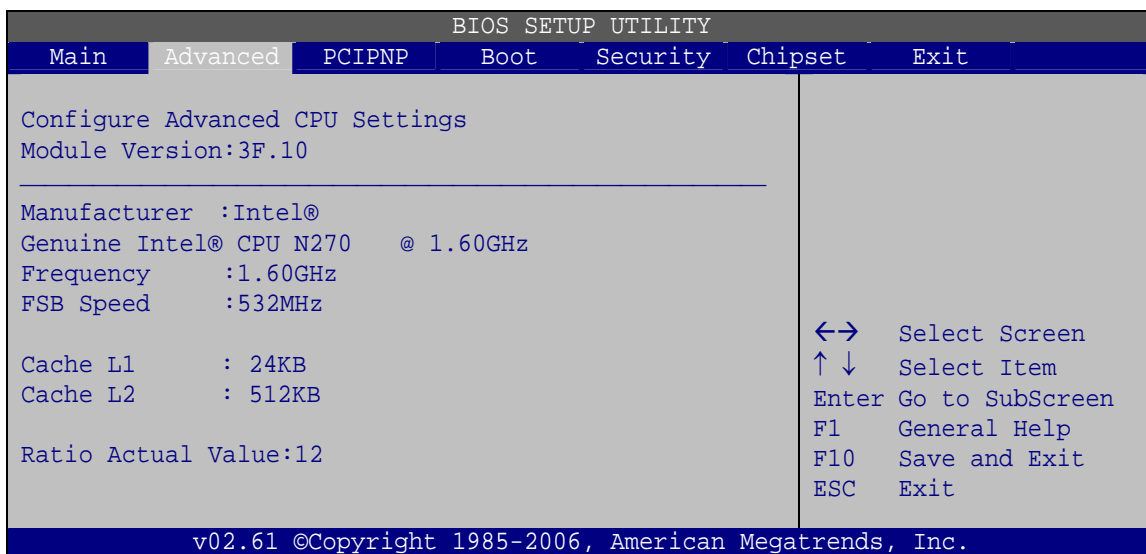 BIOS SETUP UTILITY
Main Advanced PCIPNP Boot Security Chipset Exit
Configure Advanced CPU Settings
Module Version:3F.10
Manufacturer :Intel®
Genuine Intel® CPU N270 @ 1.60GHz
Frequency :1.60GHz
FSB Speed :532MHz
Cache L1 : 24KB
Cache L2 : 512KB
Ratio Actual Value:12
←→ Select Screen
↑ ↓ Select Item
Enter Go to SubScreen
F1 General Help
F10 Save and Exit
ESC Exit
v02.61 ©Copyright 1985-2006, American Megatrends, Inc.